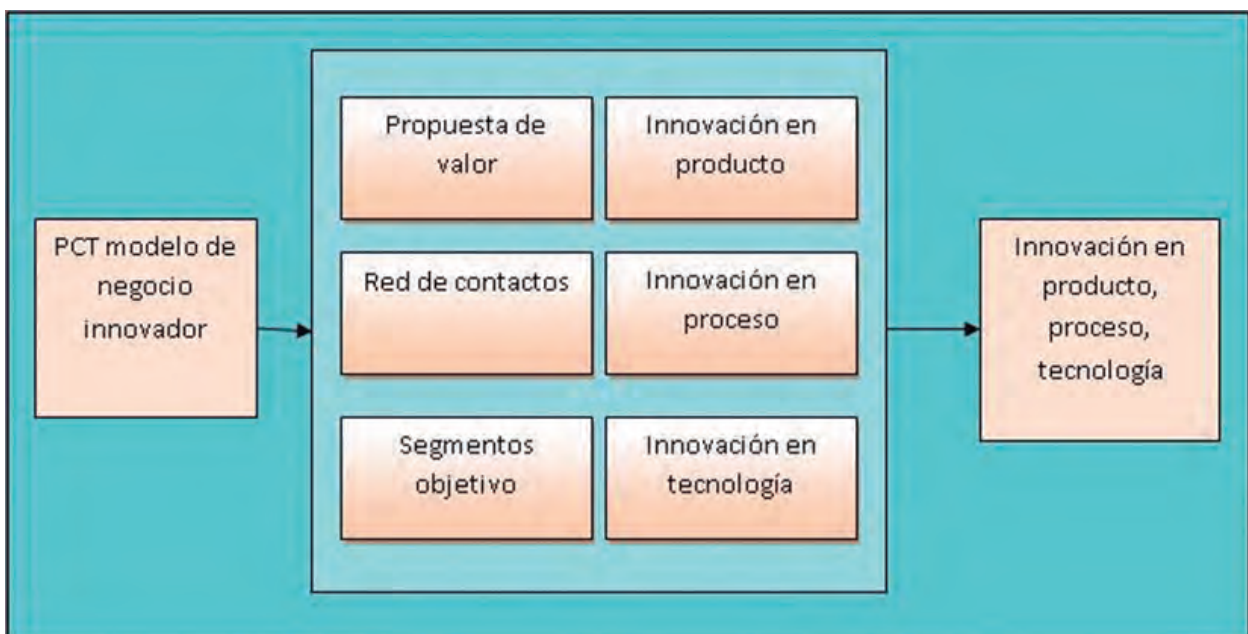 PCT modelo de
negocio
innovador
Propuesta de
valor
Innovación en
producto
Red de contactos
Innovación en
proceso
Segmentos
objetivo
Innovación en
tecnología
Innovación en
producto,
proceso,
tecnología